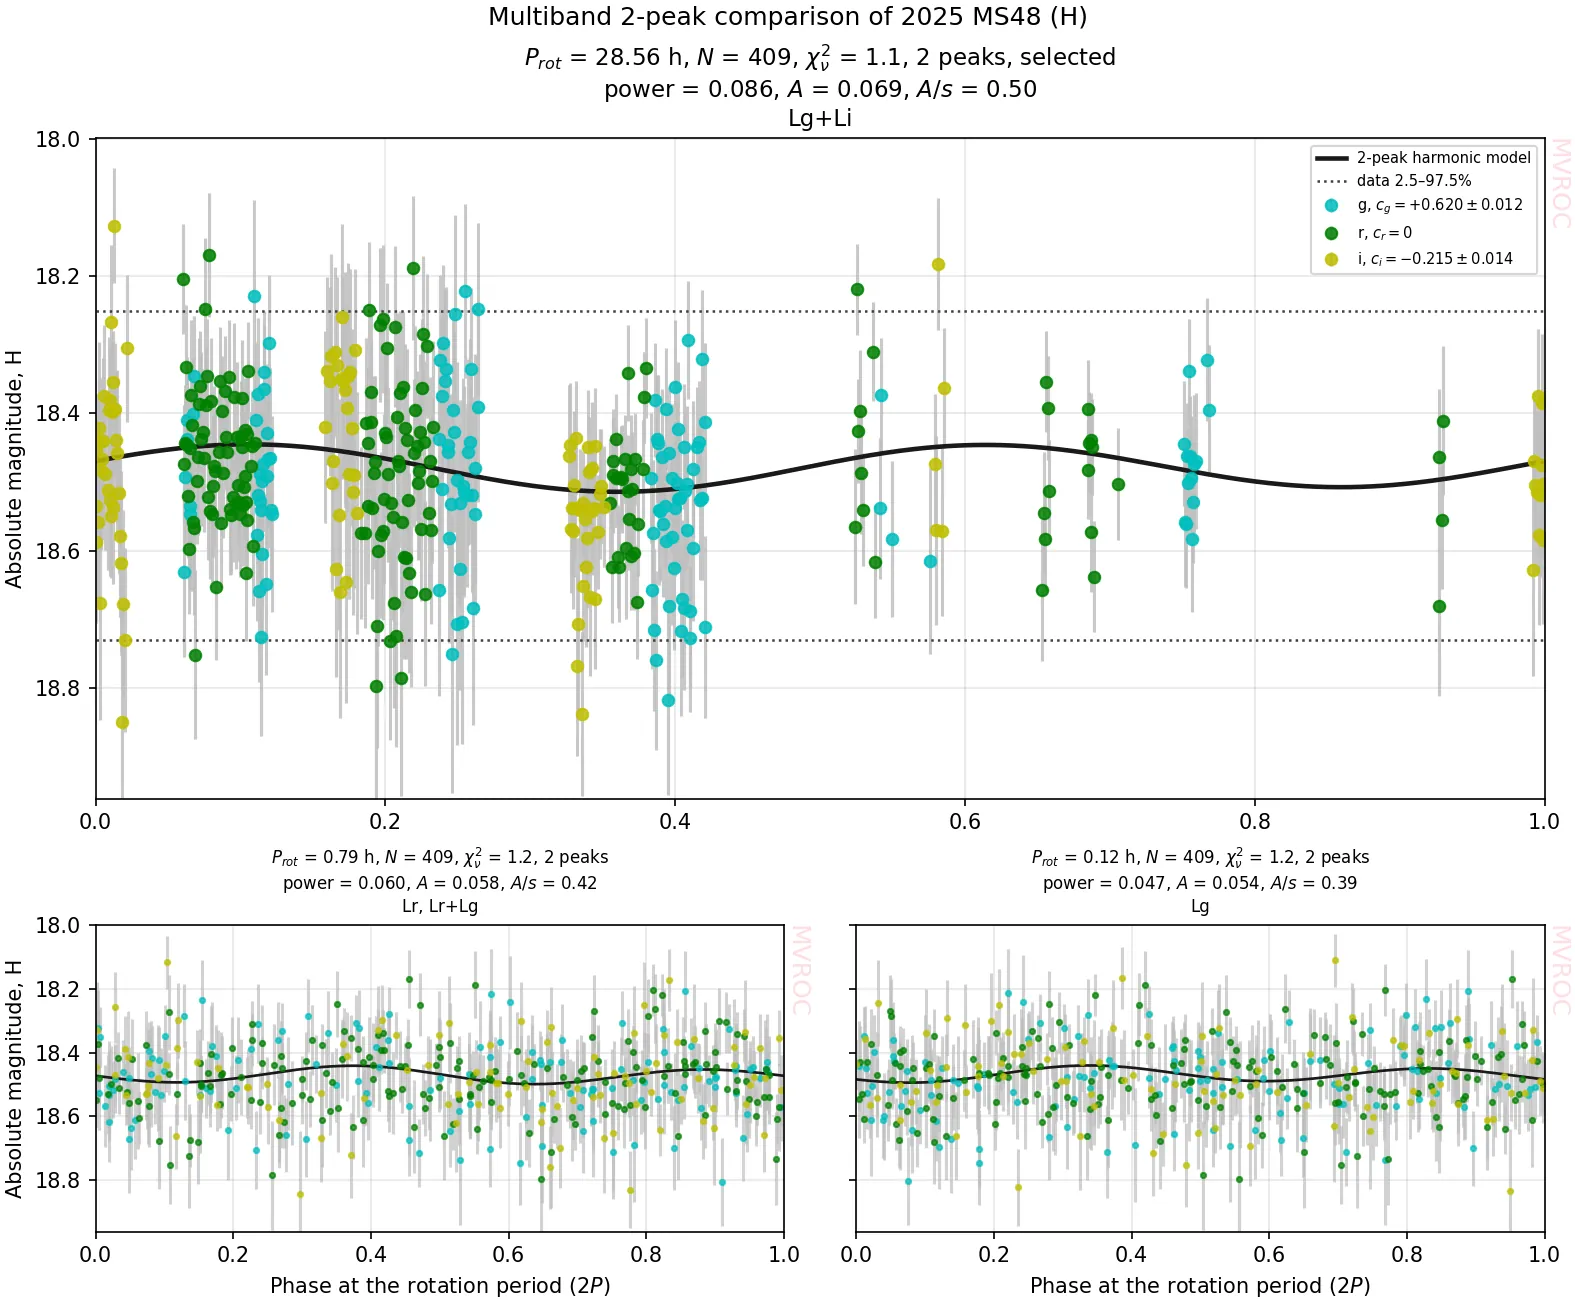 Multiband 2-peak comparison of 2025 MS48 (H)
P_rot = 28.56 h, N = 409, χ²_ν = 1.1, 2 peaks, selected
power = 0.086, A = 0.069, A/s = 0.50
Lg+Li
18.0
18.2
18.4
18.6
18.8
Absolute magnitude, H
2-peak harmonic model
data 2.5–97.5%
g, c_g = +0.620 ± 0.012
r, c_r = 0
i, c_i = −0.215 ± 0.014
MVROC
0.0 0.2 0.4 0.6 0.8 1.0
P_rot = 0.79 h, N = 409, χ²_ν = 1.2, 2 peaks
power = 0.060, A = 0.058, A/s = 0.42
Lr, Lr+Lg
18.0
18.2
18.4
18.6
18.8
Absolute magnitude, H
MVROC
0.0 0.2 0.4 0.6 0.8 1.0
Phase at the rotation period (2P)
P_rot = 0.12 h, N = 409, χ²_ν = 1.2, 2 peaks
power = 0.047, A = 0.054, A/s = 0.39
Lg
MVROC
0.0 0.2 0.4 0.6 0.8 1.0
Phase at the rotation period (2P)